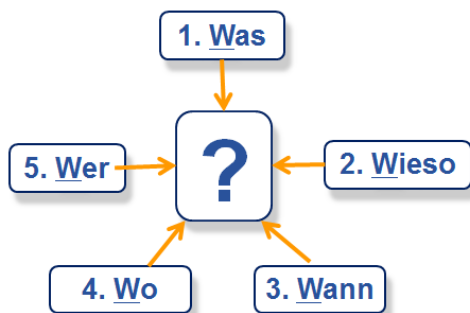 1. Was
?
5. Wer
2. Wieso
4. Wo
3. Wann